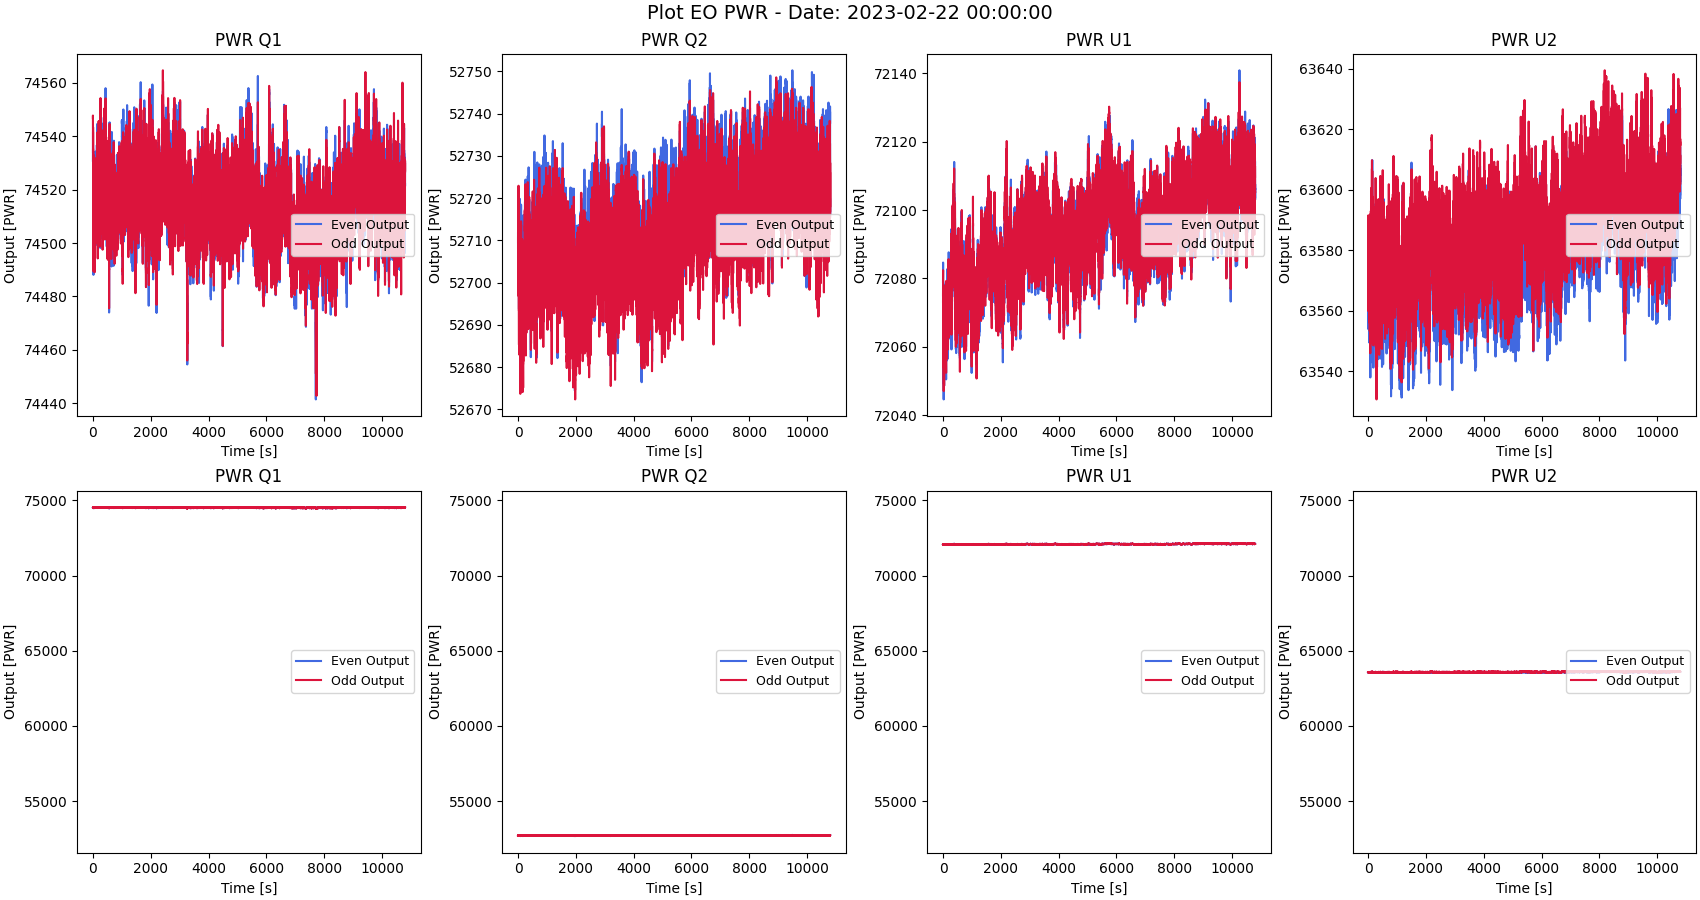 Plot EO PWR - Date: 2023-02-22 00:00:00
PWR Q1
Output [PWR]
74560
74540
74520
74500
74480
74460
74440
0 2000 4000 6000 8000 10000
Time [s]
Even Output
Odd Output
PWR Q2
Output [PWR]
52750
52740
52730
52720
52710
52700
52690
52680
52670
0 2000 4000 6000 8000 10000
Time [s]
Even Output
Odd Output
PWR U1
Output [PWR]
72140
72120
72100
72080
72060
72040
0 2000 4000 6000 8000 10000
Time [s]
Even Output
Odd Output
PWR U2
Output [PWR]
63640
63620
63600
63580
63560
63540
0 2000 4000 6000 8000 10000
Time [s]
Even Output
Odd Output
PWR Q1
Output [PWR]
75000
70000
65000
60000
55000
0 2000 4000 6000 8000 10000
Time [s]
Even Output
Odd Output
PWR Q2
Output [PWR]
75000
70000
65000
60000
55000
0 2000 4000 6000 8000 10000
Time [s]
Even Output
Odd Output
PWR U1
Output [PWR]
75000
70000
65000
60000
55000
0 2000 4000 6000 8000 10000
Time [s]
Even Output
Odd Output
PWR U2
Output [PWR]
75000
70000
65000
60000
55000
0 2000 4000 6000 8000 10000
Time [s]
Even Output
Odd Output